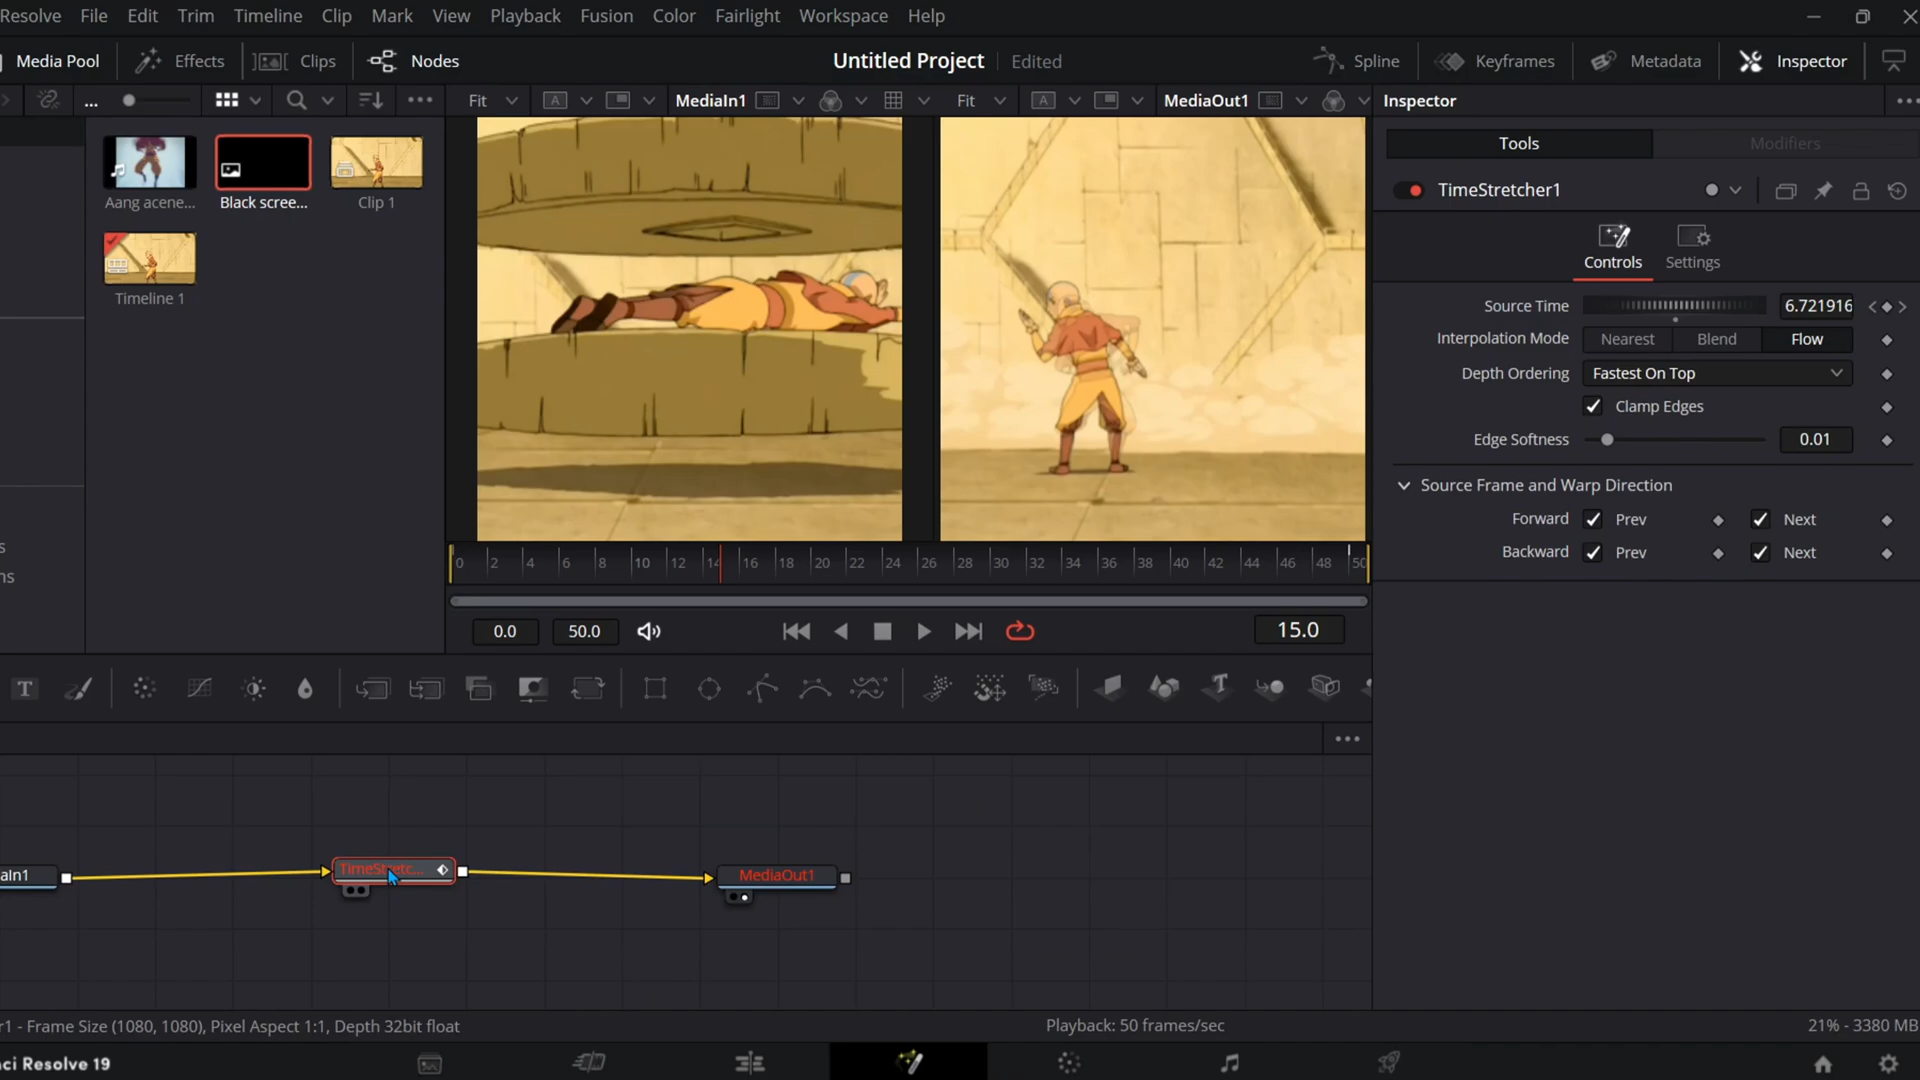 Resolve File Edit Trim Timeline Clip Mark View Playback Fusion Color Fairlight Workspace Help
Media Pool Effects Clips Nodes Untitled Project Edited Spline Keyframes Metadata Inspector
... Fit A MediaIn1 Fit A MediaOut1 Inspector
Tools Modifiers
Aang acene... Black scree... Clip 1
TimeStretcher1
Timeline 1
Controls Settings
Source Time 6.721916
Interpolation Mode Nearest Blend Flow
Depth Ordering Fastest On Top
Clamp Edges
Edge Softness 0.01
Source Frame and Warp Direction
Forward Prev Next
Backward Prev Next
s
ns
0 2 4 6 8 10 12 14 16 18 20 22 24 26 28 30 32 34 36 38 40 42 44 46 48 50
0.0 50.0 15.0
T T
aIn1 TimeStretc... MediaOut1
r1 - Frame Size (1080, 1080), Pixel Aspect 1:1, Depth 32bit float Playback: 50 frames/sec 21% - 3380 MB
ci Resolve 19